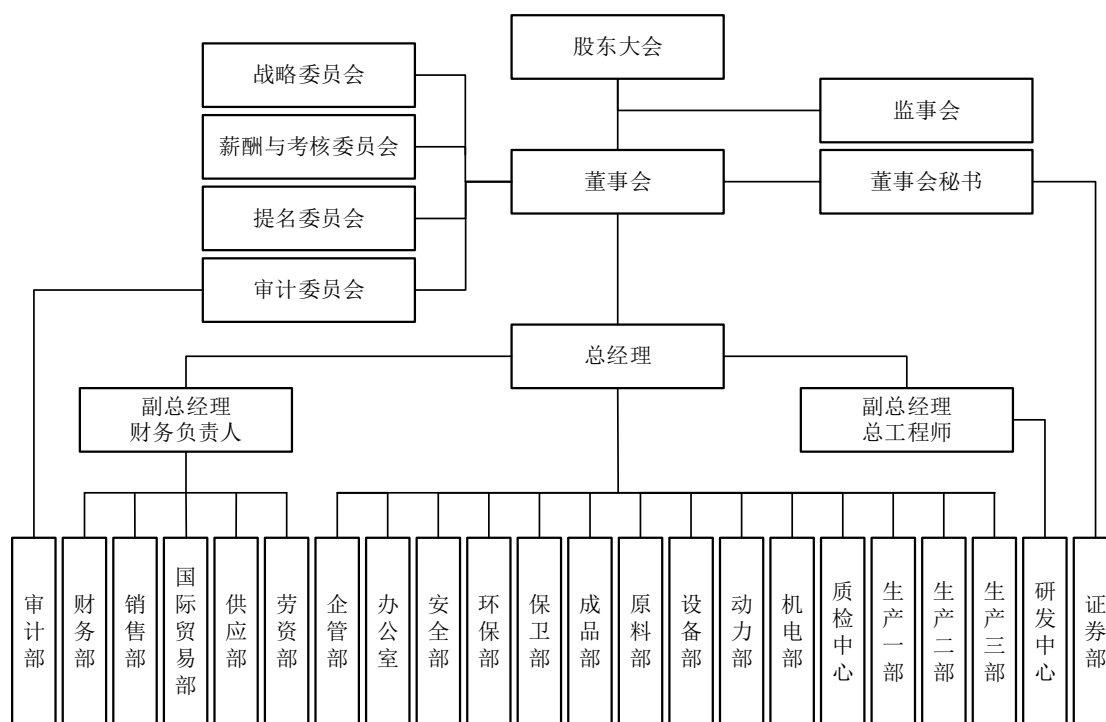 股东大会
战略委员会
监事会
薪酬与考核委员会
董事会
董事会秘书
提名委员会
审计委员会
总经理
副总经理
财务负责人
副总经理
总工程师
审计部
财务部
销售部
国际贸易部
供应部
劳资部
企管部
办公室
安全部
环保部
保卫部
成品部
原料部
设备部
动力部
机电部
质检中心
生产一部
生产二部
生产三部
研发中心
证券部